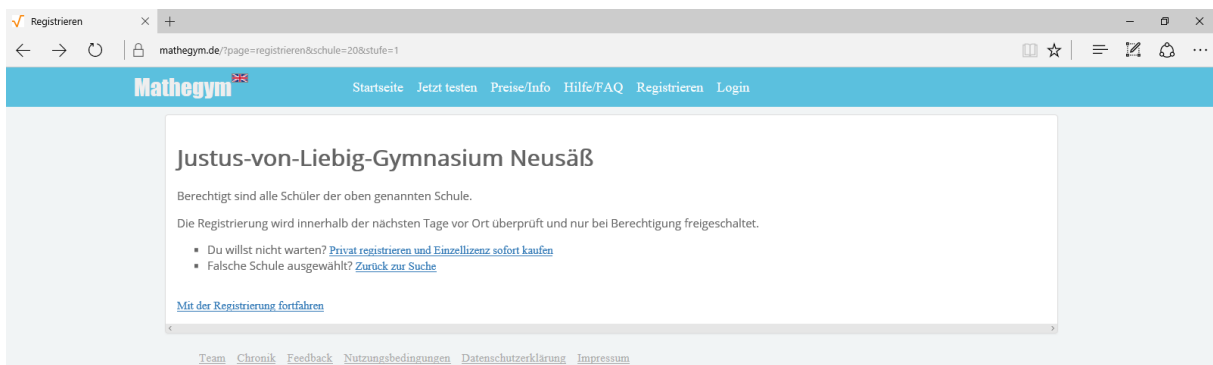 Registrieren
mathegym.de/?page=registrieren&schule=20&stufe=1
Mathegym Startseite Jetzt testen Preise/Info Hilfe/FAQ Registrieren Login
Justus-von-Liebig-Gymnasium Neusäß
Berechtigt sind alle Schüler der oben genannten Schule.
Die Registrierung wird innerhalb der nächsten Tage vor Ort überprüft und nur bei Berechtigung freigeschaltet.
Du willst nicht warten? Privat registrieren und Einzellizenz sofort kaufen
Falsche Schule ausgewählt? Zurück zur Suche
Mit der Registrierung fortfahren
Team Chronik Feedback Nutzungsbedingungen Datenschutzerklärung Impressum